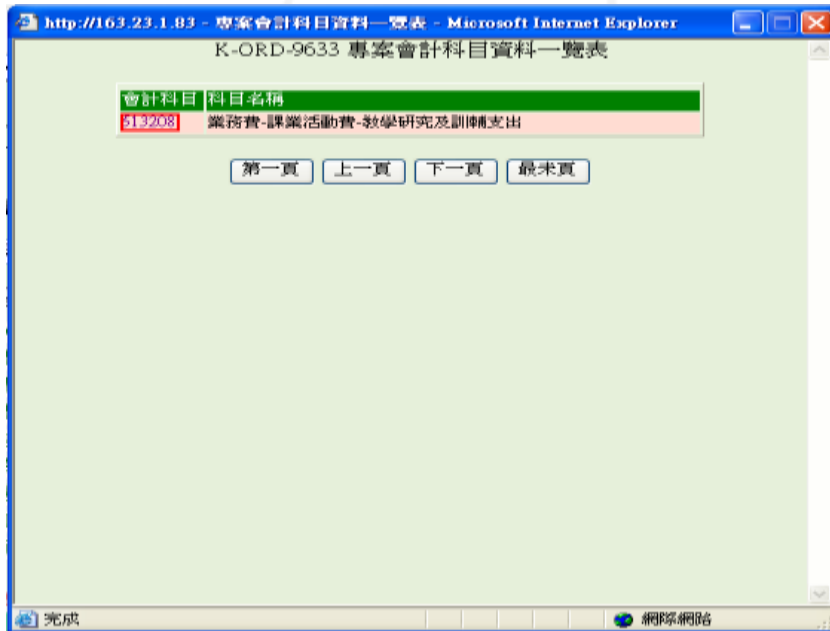 http://163.23.1.83 - 專案會計科目資料一覽表 - Microsoft Internet Explorer
K-ORD-9633 專案會計科目資料一覽表
會計科目 科目名稱
513208 業務費-課業活動費-教學研究及訓輔支出
第一頁 上一頁 下一頁 最末頁
完成 網際網路